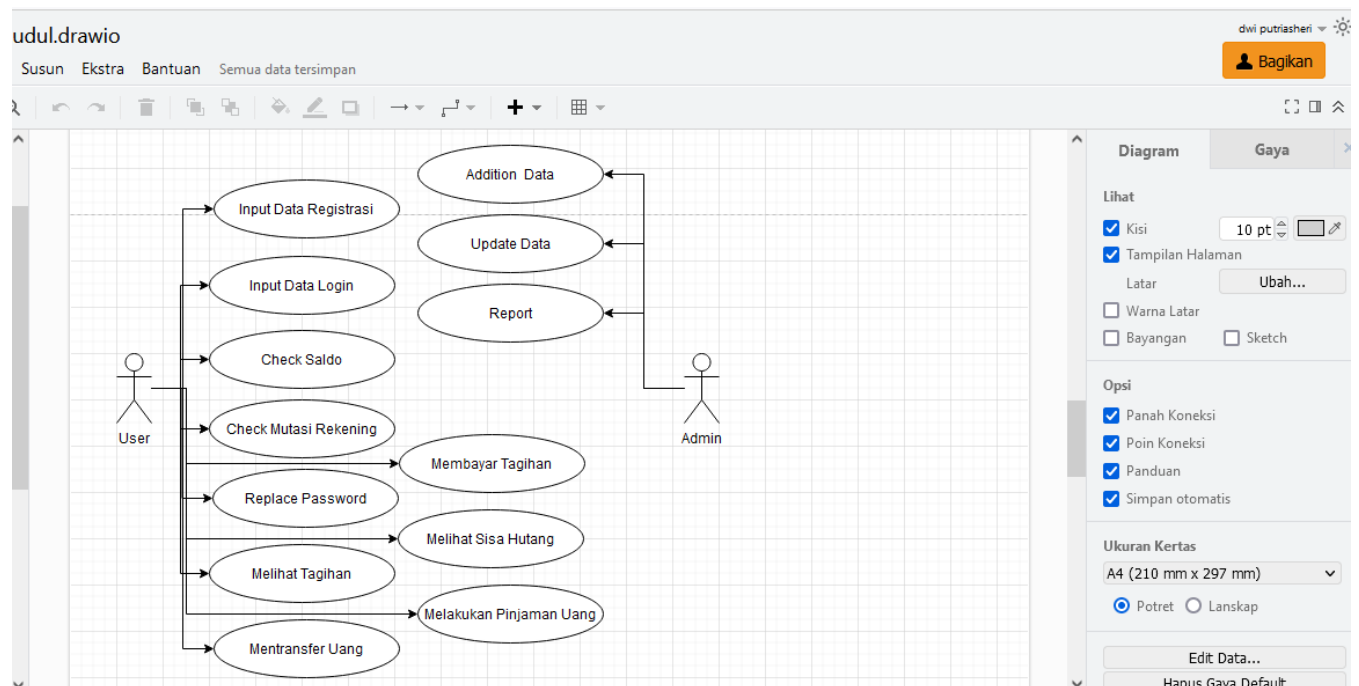 udul.drawio
dwi putriasheri
Susun Ekstra Bantuan Semua data tersimpan
Bagikan
Diagram Gaya
Lihat
Kisi 10 pt
Tampilan Halaman
Latar Ubah...
Warna Latar
Bayangan Sketch
Opsi
Panah Koneksi
Poin Koneksi
Panduan
Simpan otomatis
Ukuran Kertas
A4 (210 mm x 297 mm)
Potret Lanskap
Edit Data...
Hapus Gaya Default
Addition Data
Input Data Registrasi
Update Data
Input Data Login
Report
Check Saldo
User
Admin
Check Mutasi Rekening
Membayar Tagihan
Replace Password
Melihat Sisa Hutang
Melihat Tagihan
Melakukan Pinjaman Uang
Mentransfer Uang